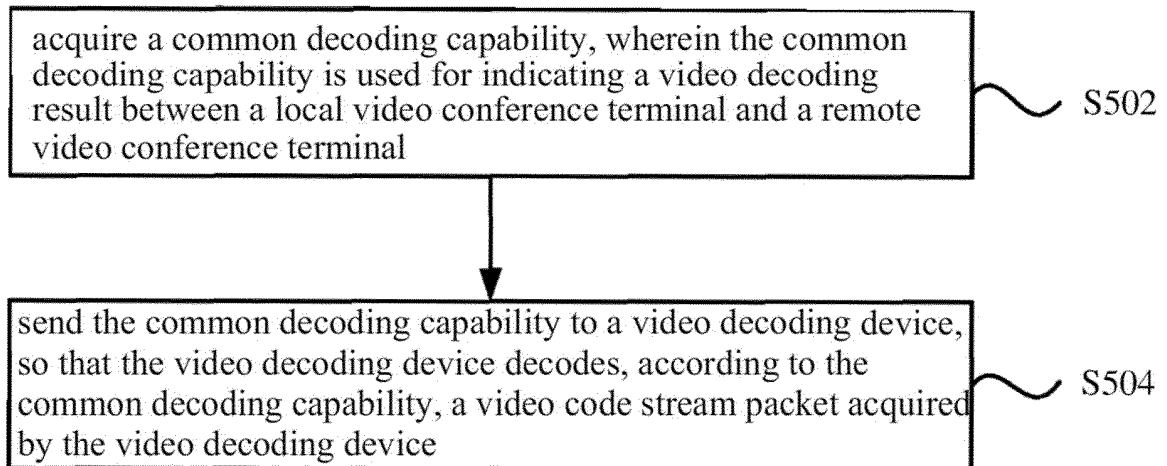 acquire a common decoding capability, wherein the common
decoding capability is used for indicating a video decoding
result between a local video conference terminal and a remote
video conference terminal
S502
send the common decoding capability to a video decoding device,
so that the video decoding device decodes, according to the
common decoding capability, a video code stream packet acquired
by the video decoding device
S504